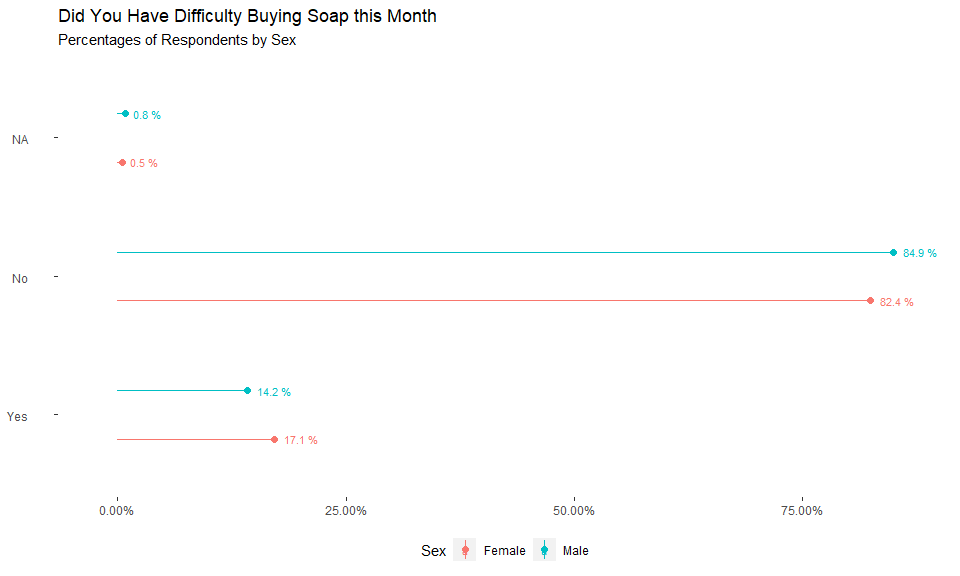 Did You Have Difficulty Buying Soap this Month
Percentages of Respondents by Sex
0.8 %
NA
0.5 %
84.9 %
No
82.4 %
14.2 %
Yes
17.1 %
0.00% 25.00% 50.00% 75.00%
Sex Female Male